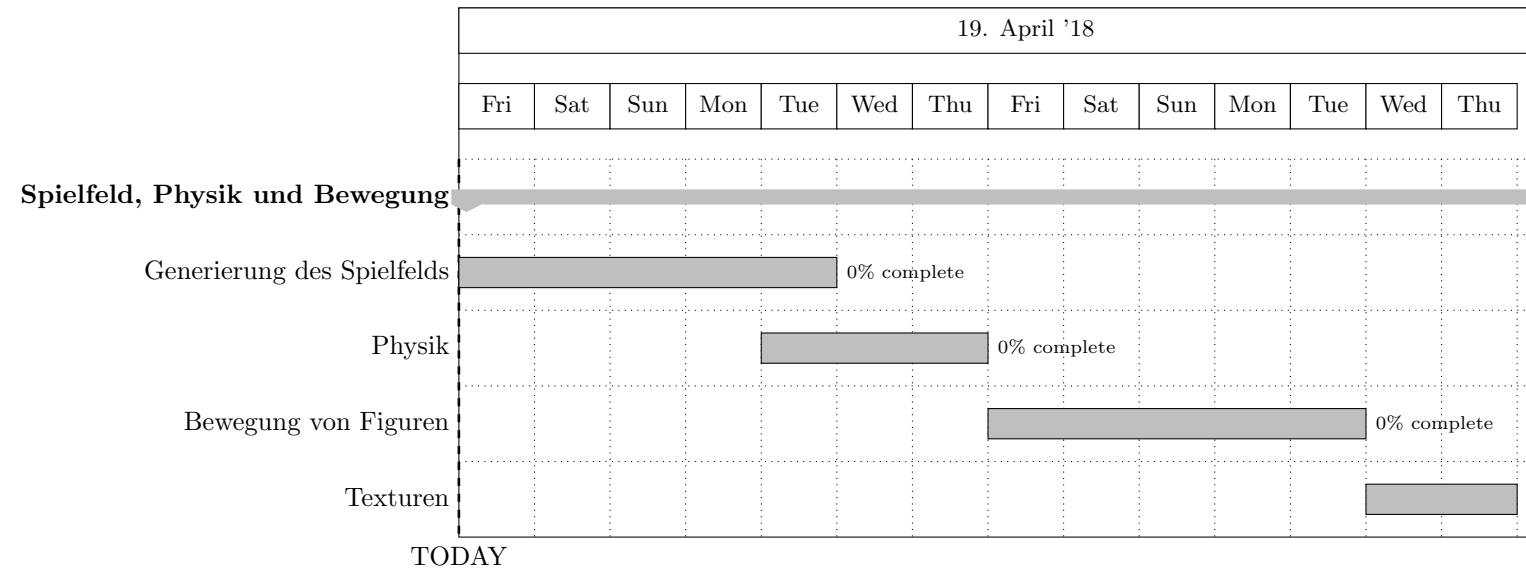 19. April '18
Fri Sat Sun Mon Tue Wed Thu Fri Sat Sun Mon Tue Wed Thu
Spielfeld, Physik und Bewegung
Generierung des Spielfelds 0% complete
Physik 0% complete
Bewegung von Figuren 0% complete
Texturen
TODAY